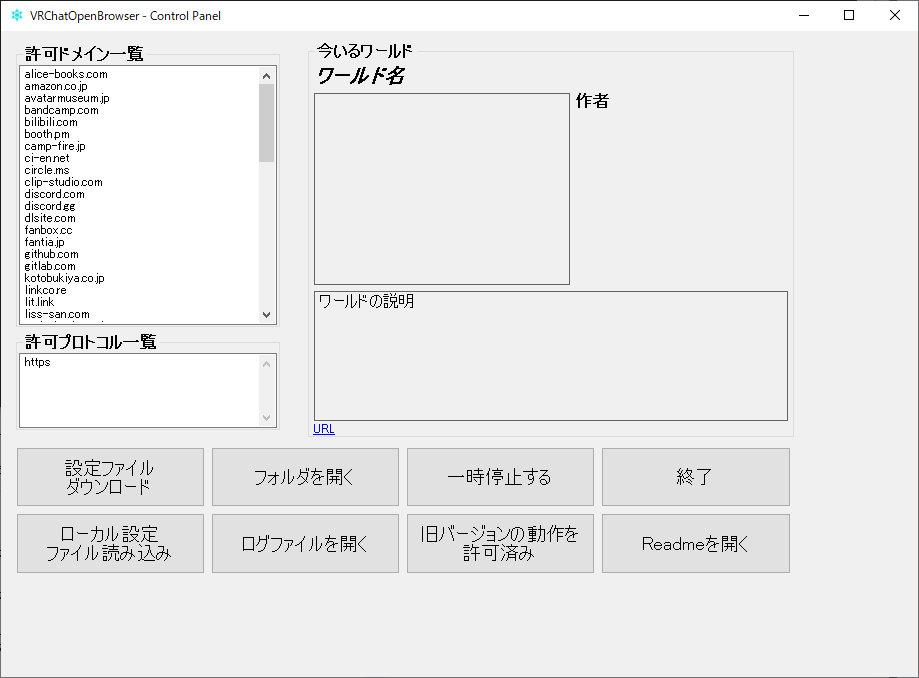 VRChatOpenBrowser - Control Panel
許可ドメイン一覧
alice-books.com
amazon.co.jp
avatarmuseum.jp
bandcamp.com
bilibili.com
booth.pm
camp-fire.jp
ci-en.net
circle.ms
clip-studio.com
discord.com
discord.gg
dlsite.com
fanbox.cc
fantia.jp
github.com
gitlab.com
kotobukiya.co.jp
linkco.re
lit.link
liss-san.com
許可プロトコル一覧
https
今いるワールド
ワールド名
作者
ワールドの説明
URL
設定ファイル
ダウンロード
フォルダを開く
一時停止する
終了
ローカル設定
ファイル読み込み
ログファイルを開く
旧バージョンの動作を
許可済み
Readmeを開く